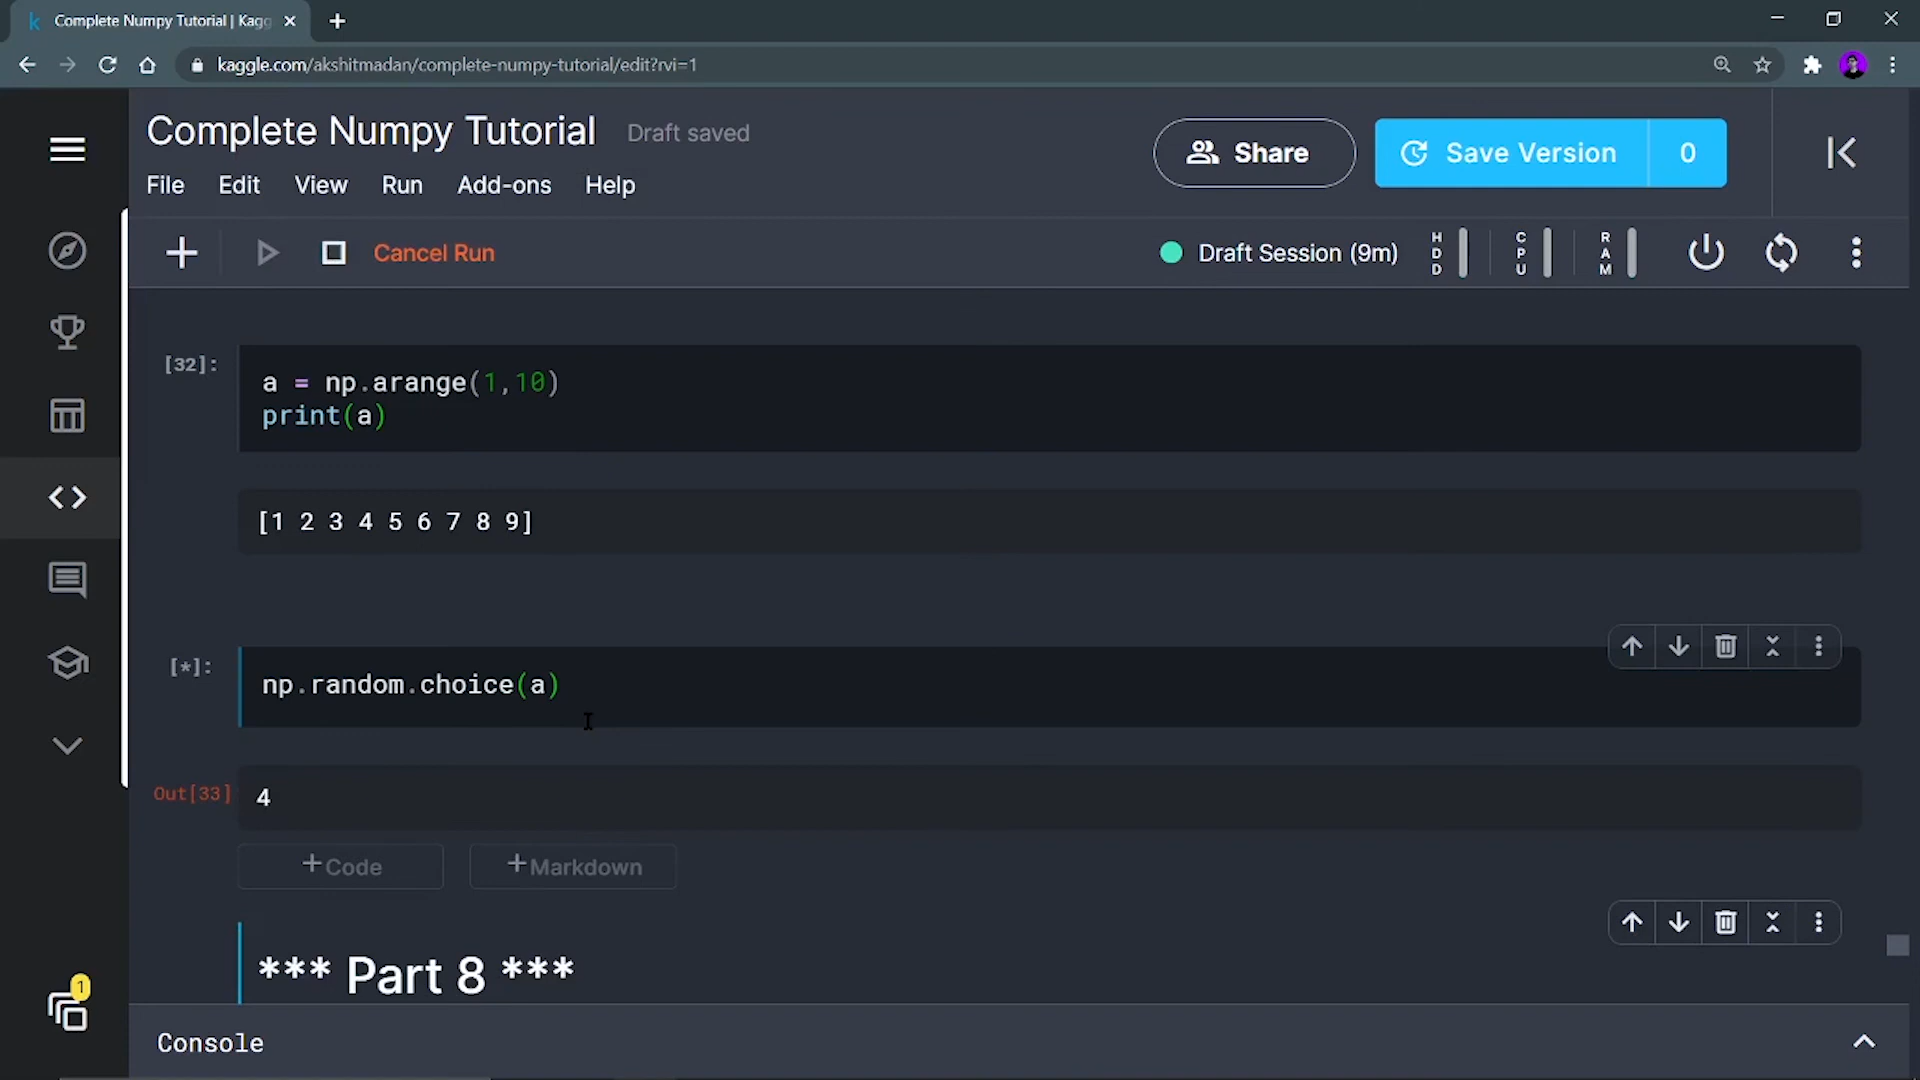 Complete Numpy Tutorial | Kagg
kaggle.com/akshitmadan/complete-numpy-tutorial/edit?rvi=1
Complete Numpy Tutorial Draft saved
Share
Save Version 0
File Edit View Run Add-ons Help
Cancel Run
Draft Session (9m)
HDD
CPU
RAM
[32]:
a = np.arange(1,10)
print(a)
[1 2 3 4 5 6 7 8 9]
[*]:
np.random.choice(a)
Out[33]
4
+Code
+Markdown
*** Part 8 ***
1
Console